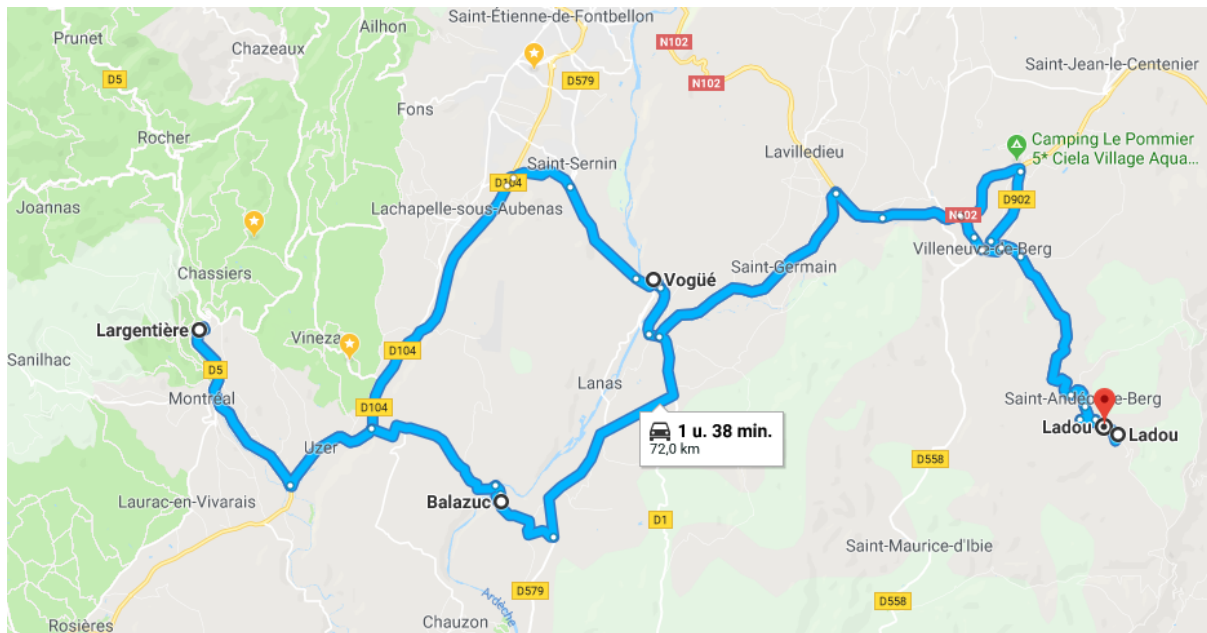 Saint-Étienne-de-Fontbellon
Ailhon
Prunet
Chazeaux
N102
Saint-Jean-le-Centenier
D5
D579
N102
Fons
Rocher
Camping Le Pommier
5* Ciela Village Aqua...
Lavilledieu
Saint-Sernin
D104
D902
Joannas
Lachapelle-sous-Aubenas
N102
Villeneuve-de-Berg
Chassiers
Saint-Germain
Vogüé
Largentière
Vineza
Sanilhac
D104
D5
Lanas
Montréal
D104
Saint-Andéol-de-Berg
1 u. 38 min.
72,0 km
Ladou
Ladou
Uzer
D558
Laurac-en-Vivarais
Balazuc
D1
Saint-Maurice-d'Ibie
D579
Ardèche
D558
Chauzon
Rosières